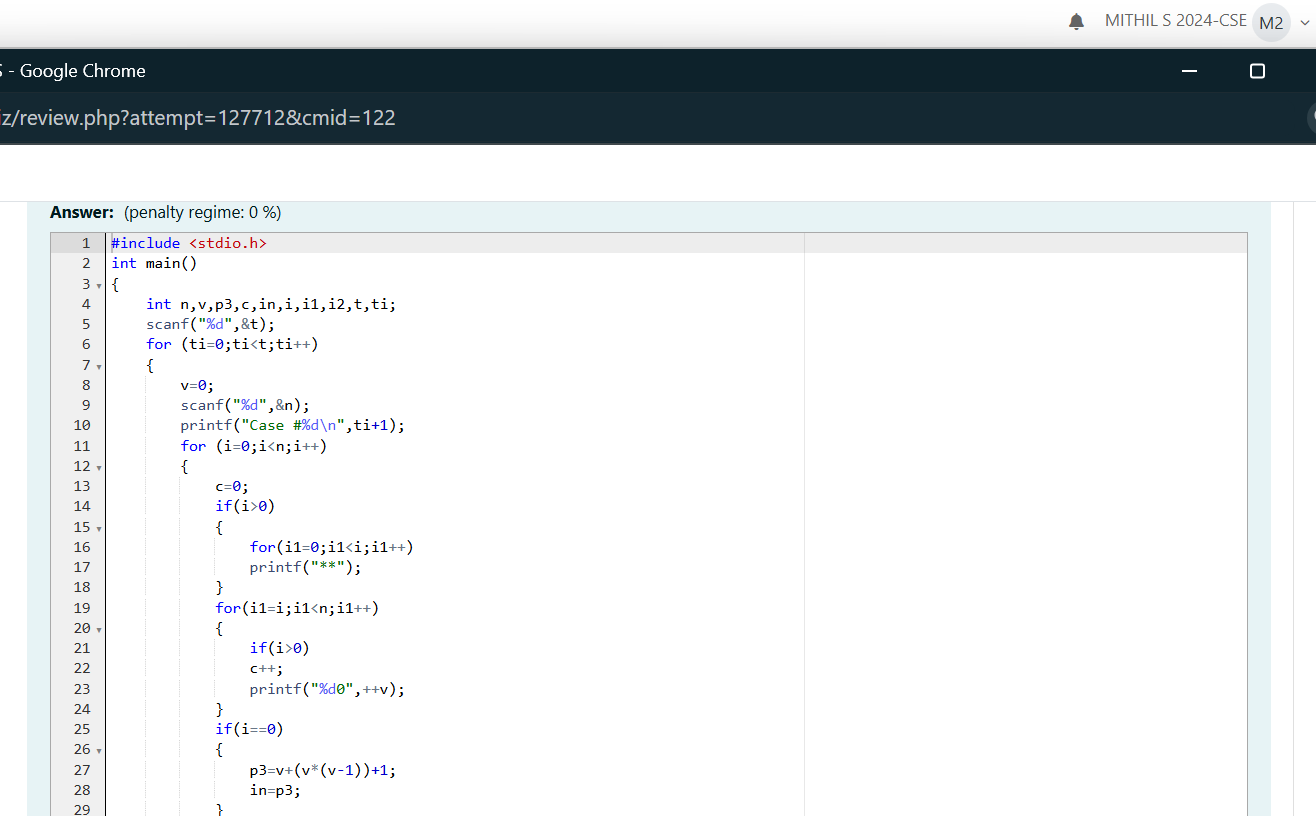 MITHIL S 2024-CSE M2
- Google Chrome
z/review.php?attempt=127712&cmid=122
Answer: (penalty regime: 0 %)
1 #include <stdio.h>
2 int main()
3 {
4     int n,v,p3,c,in,i,i1,i2,t,ti;
5     scanf("%d",&t);
6     for (ti=0;ti<t;ti++)
7     {
8         v=0;
9         scanf("%d",&n);
10         printf("Case #%d\n",ti+1);
11         for (i=0;i<n;i++)
12         {
13             c=0;
14             if(i>0)
15             {
16                 for(i1=0;i1<i;i1++)
17                 printf("**");
18             }
19             for(i1=i;i1<n;i1++)
20             {
21                 if(i>0)
22                 c++;
23                 printf("%d0",++v);
24             }
25             if(i==0)
26             {
27                 p3=v+(v*(v-1))+1;
28                 in=p3;
29             }